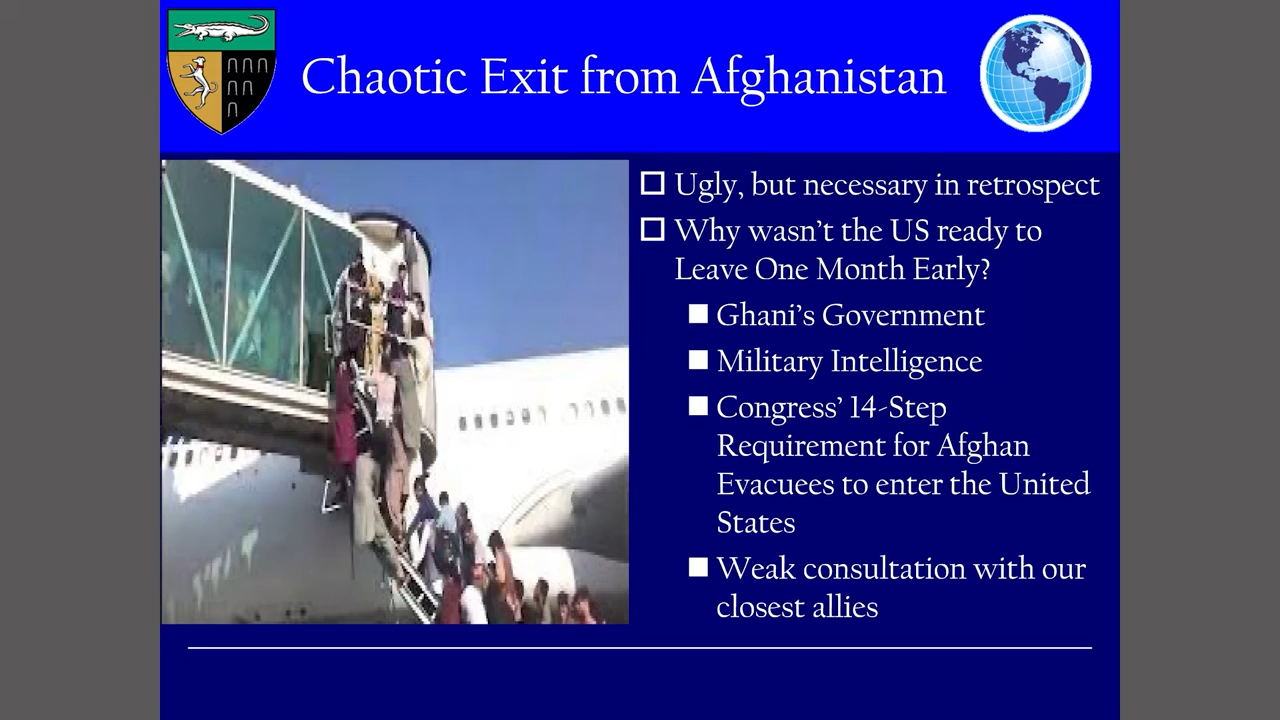 Chaotic Exit from Afghanistan
Ugly, but necessary in retrospect
Why wasn't the US ready to
Leave One Month Early?
Ghani's Government
Military Intelligence
Congress' 14-Step
Requirement for Afghan
Evacuees to enter the United
States
Weak consultation with our
closest allies